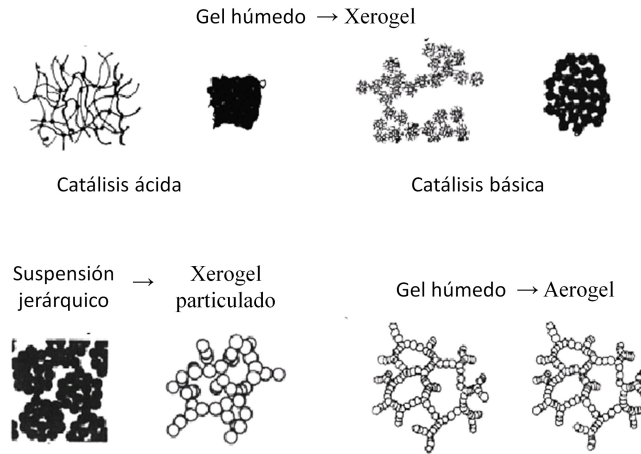 Gel húmedo → Xerogel
Catálisis ácida
Catálisis básica
Suspensión → Xerogel
jerárquico particulado
Gel húmedo → Aerogel